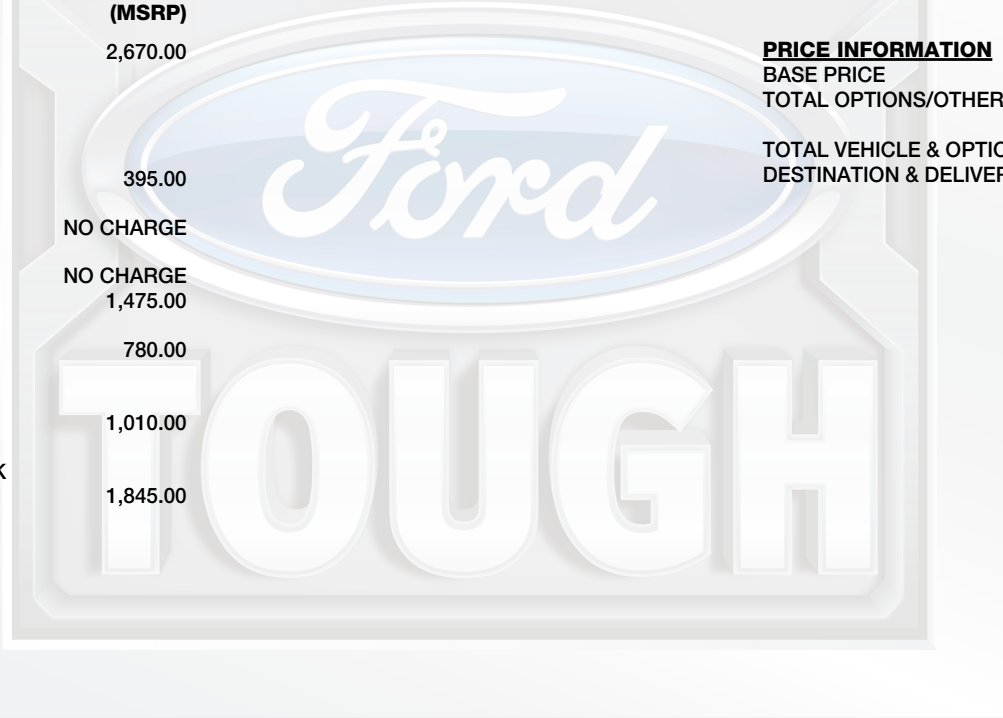 (MSRP)
2,670.00
395.00
NO CHARGE
NO CHARGE
1,475.00
780.00
1,010.00
K
1,845.00
PRICE INFORMATION
BASE PRICE
TOTAL OPTIONS/OTHER
TOTAL VEHICLE & OPTIO
DESTINATION & DELIVER
Ford
TOUGH